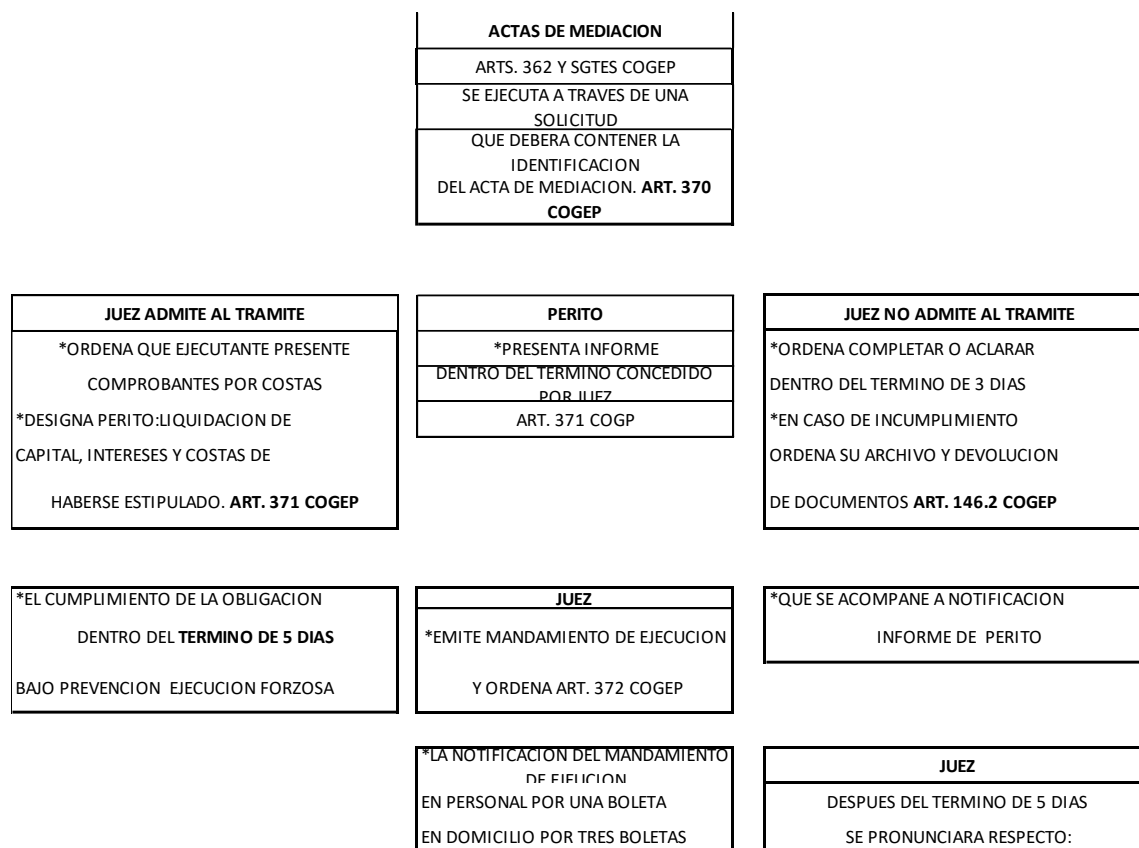 ACTAS DE MEDIACION
ARTS. 362 Y SGTES COGEP
SE EJECUTA A TRAVES DE UNA
SOLICITUD
QUE DEBERA CONTENER LA
IDENTIFICACION
DEL ACTA DE MEDIACION. ART. 370
COGEP
JUEZ ADMITE AL TRAMITE
*ORDENA QUE EJECUTANTE PRESENTE
COMPROBANTES POR COSTAS
*DESIGNA PERITO:LIQUIDACION DE
CAPITAL, INTERESES Y COSTAS DE
HABERSE ESTIPULADO. ART. 371 COGEP
PERITO
*PRESENTA INFORME
DENTRO DEL TERMINO CONCEDIDO
POR JUEZ
ART. 371 COGP
JUEZ NO ADMITE AL TRAMITE
*ORDENA COMPLETAR O ACLARAR
DENTRO DEL TERMINO DE 3 DIAS
*EN CASO DE INCUMPLIMIENTO
ORDENA SU ARCHIVO Y DEVOLUCION
DE DOCUMENTOS ART. 146.2 COGEP
*EL CUMPLIMIENTO DE LA OBLIGACION
DENTRO DEL TERMINO DE 5 DIAS
BAJO PREVENCION EJECUCION FORZOSA
JUEZ
*EMITE MANDAMIENTO DE EJECUCION
Y ORDENA ART. 372 COGEP
*QUE SE ACOMPANE A NOTIFICACION
INFORME DE PERITO
*LA NOTIFICACION DEL MANDAMIENTO
DE
EN PERSONAL POR UNA BOLETA
EN DOMICILIO POR TRES BOLETAS
JUEZ
DESPUES DEL TERMINO DE 5 DIAS
SE PRONUNCIARA RESPECTO: